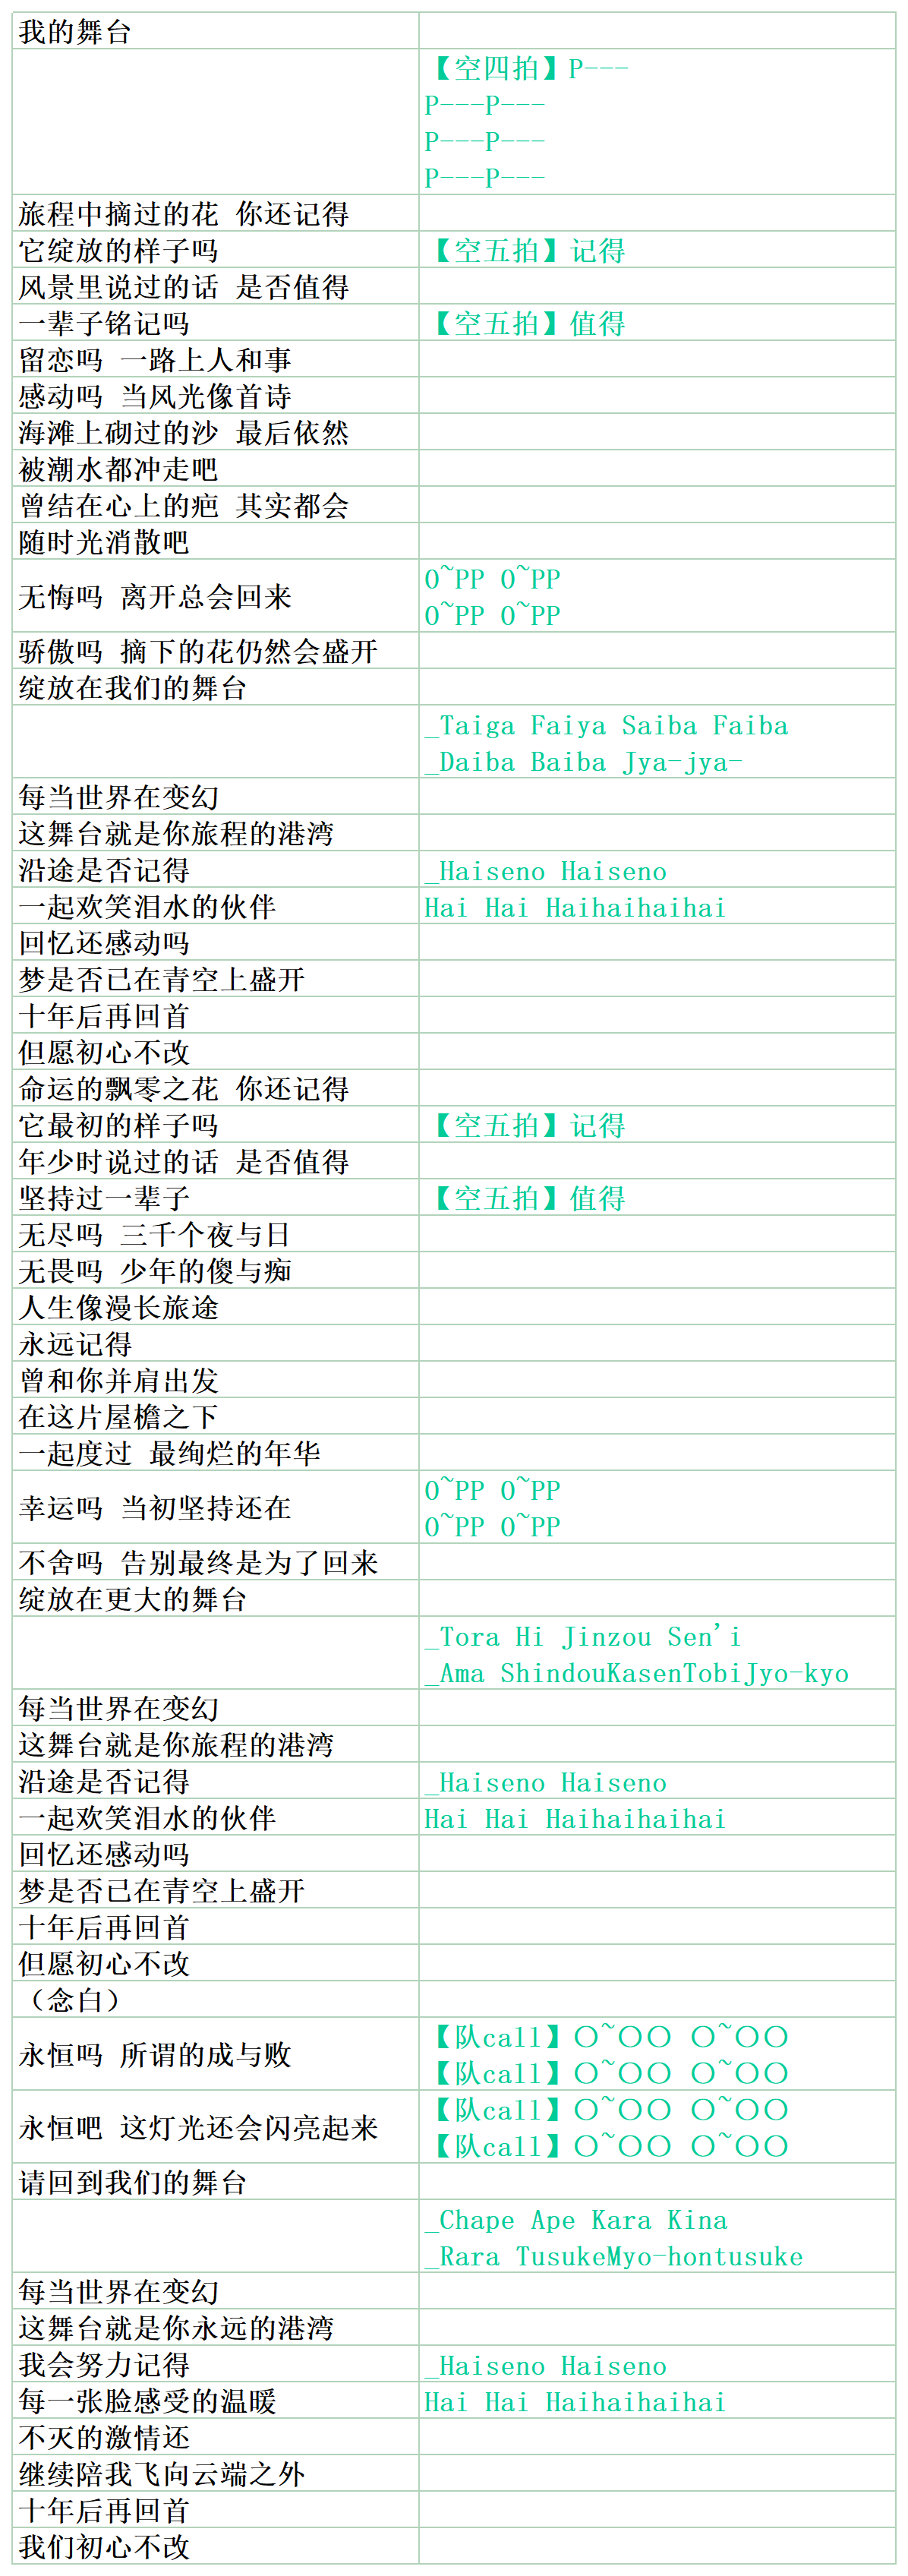 我的舞台
【空四拍】P---
P---P---
P---P---
P---P---
旅程中摘过的花 你还记得
它绽放的样子吗 【空五拍】记得
风景里说过的话 是否值得
一辈子铭记吗 【空五拍】值得
留恋吗 一路上人和事
感动吗 当风光像首诗
海滩上砌过的沙 最后依然
被潮水都冲走吧
曾结在心上的疤 其实都会
随时光消散吧
无悔吗 离开总会回来
O~PP O~PP
O~PP O~PP
骄傲吗 摘下的花仍然会盛开
绽放在我们的舞台
_Taiga Faiya Saiba Faiba
_Daiba Baiba Jya-jya-
每当世界在变幻
这舞台就是你旅程的港湾
沿途是否记得 _Haiseno Haiseno
一起欢笑泪水的伙伴 Hai Hai Haihaihaihai
回忆还感动吗
梦是否已在青空上盛开
十年后再回首
但愿初心不改
命运的飘零之花 你还记得
它最初的样子吗 【空五拍】记得
年少时说过的话 是否值得
坚持过一辈子 【空五拍】值得
无尽吗 三千个夜与日
无畏吗 少年的傻与痴
人生像漫长旅途
永远记得
曾和你并肩出发
在这片屋檐之下
一起度过 最绚烂的年华
幸运吗 当初坚持还在
O~PP O~PP
O~PP O~PP
不舍吗 告别最终是为了回来
绽放在更大的舞台
_Tora Hi Jinzou Sen'i
_Ama ShindouKasenTobiJyo-kyo
每当世界在变幻
这舞台就是你旅程的港湾
沿途是否记得 _Haiseno Haiseno
一起欢笑泪水的伙伴 Hai Hai Haihaihaihai
回忆还感动吗
梦是否已在青空上盛开
十年后再回首
但愿初心不改
（念白）
永恒吗 所谓的成与败
【队call】〇~〇〇 〇~〇〇
【队call】〇~〇〇 〇~〇〇
永恒吧 这灯光还会闪亮起来
【队call】〇~〇〇 〇~〇〇
【队call】〇~〇〇 〇~〇〇
请回到我们的舞台
_Chape Ape Kara Kina
_Rara TusukeMyo-hontusuke
每当世界在变幻
这舞台就是你永远的港湾
我会努力记得 _Haiseno Haiseno
每一张脸感受的温暖 Hai Hai Haihaihaihai
不灭的激情还
继续陪我飞向云端之外
十年后再回首
我们初心不改